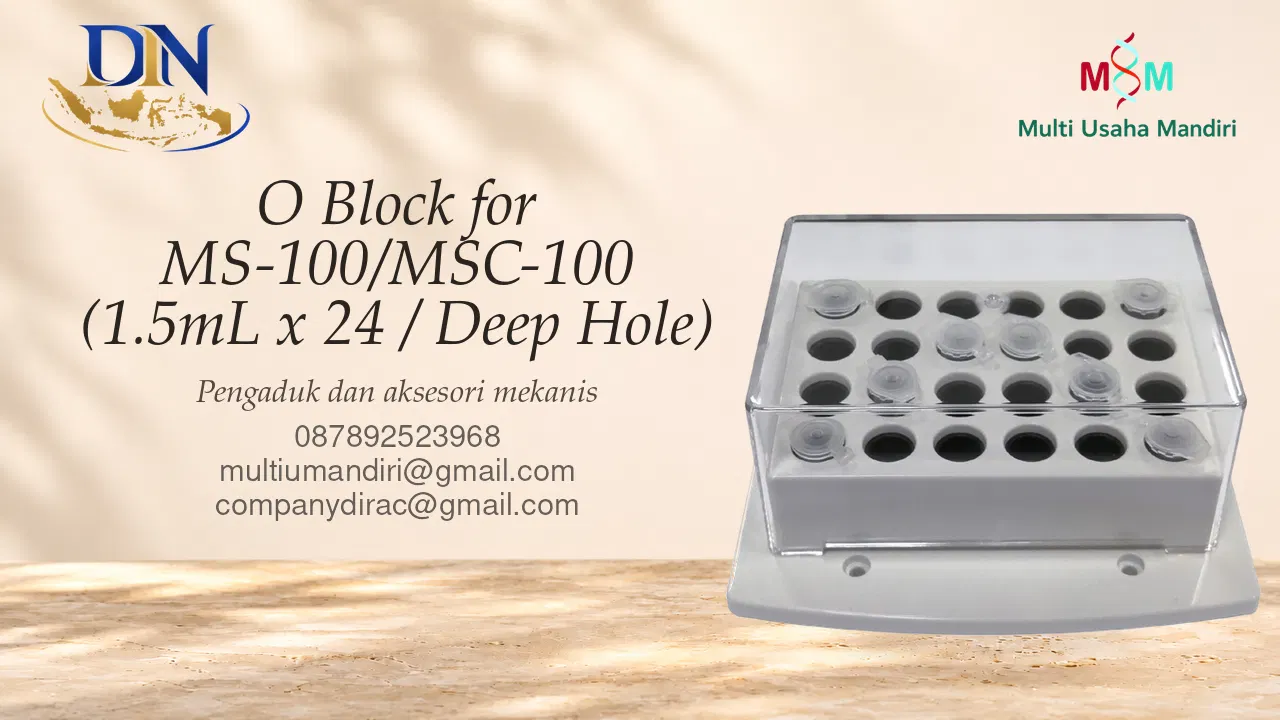 DIN
MSM
Multi Usaha Mandiri
O Block for
MS-100/MSC-100
(1.5mL x 24 / Deep Hole)
Pengaduk dan aksesori mekanis
087892523968
multiumandiri@gmail.com
companydirac@gmail.com